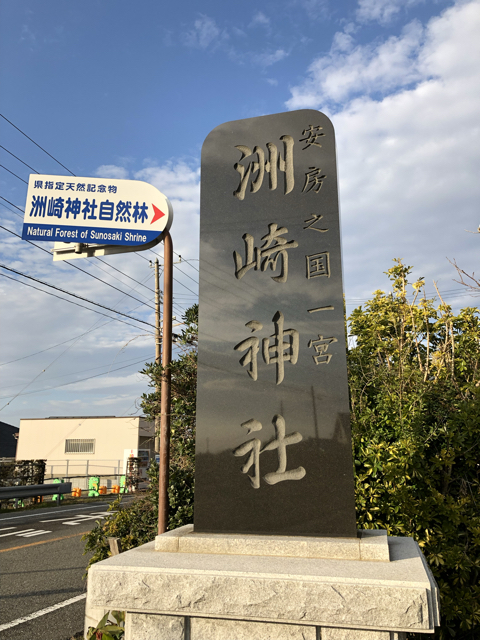 県指定天然記念物
洲崎神社自然林
Natural Forest of Sunosaki Shrine
安房之国一宮
洲崎神社